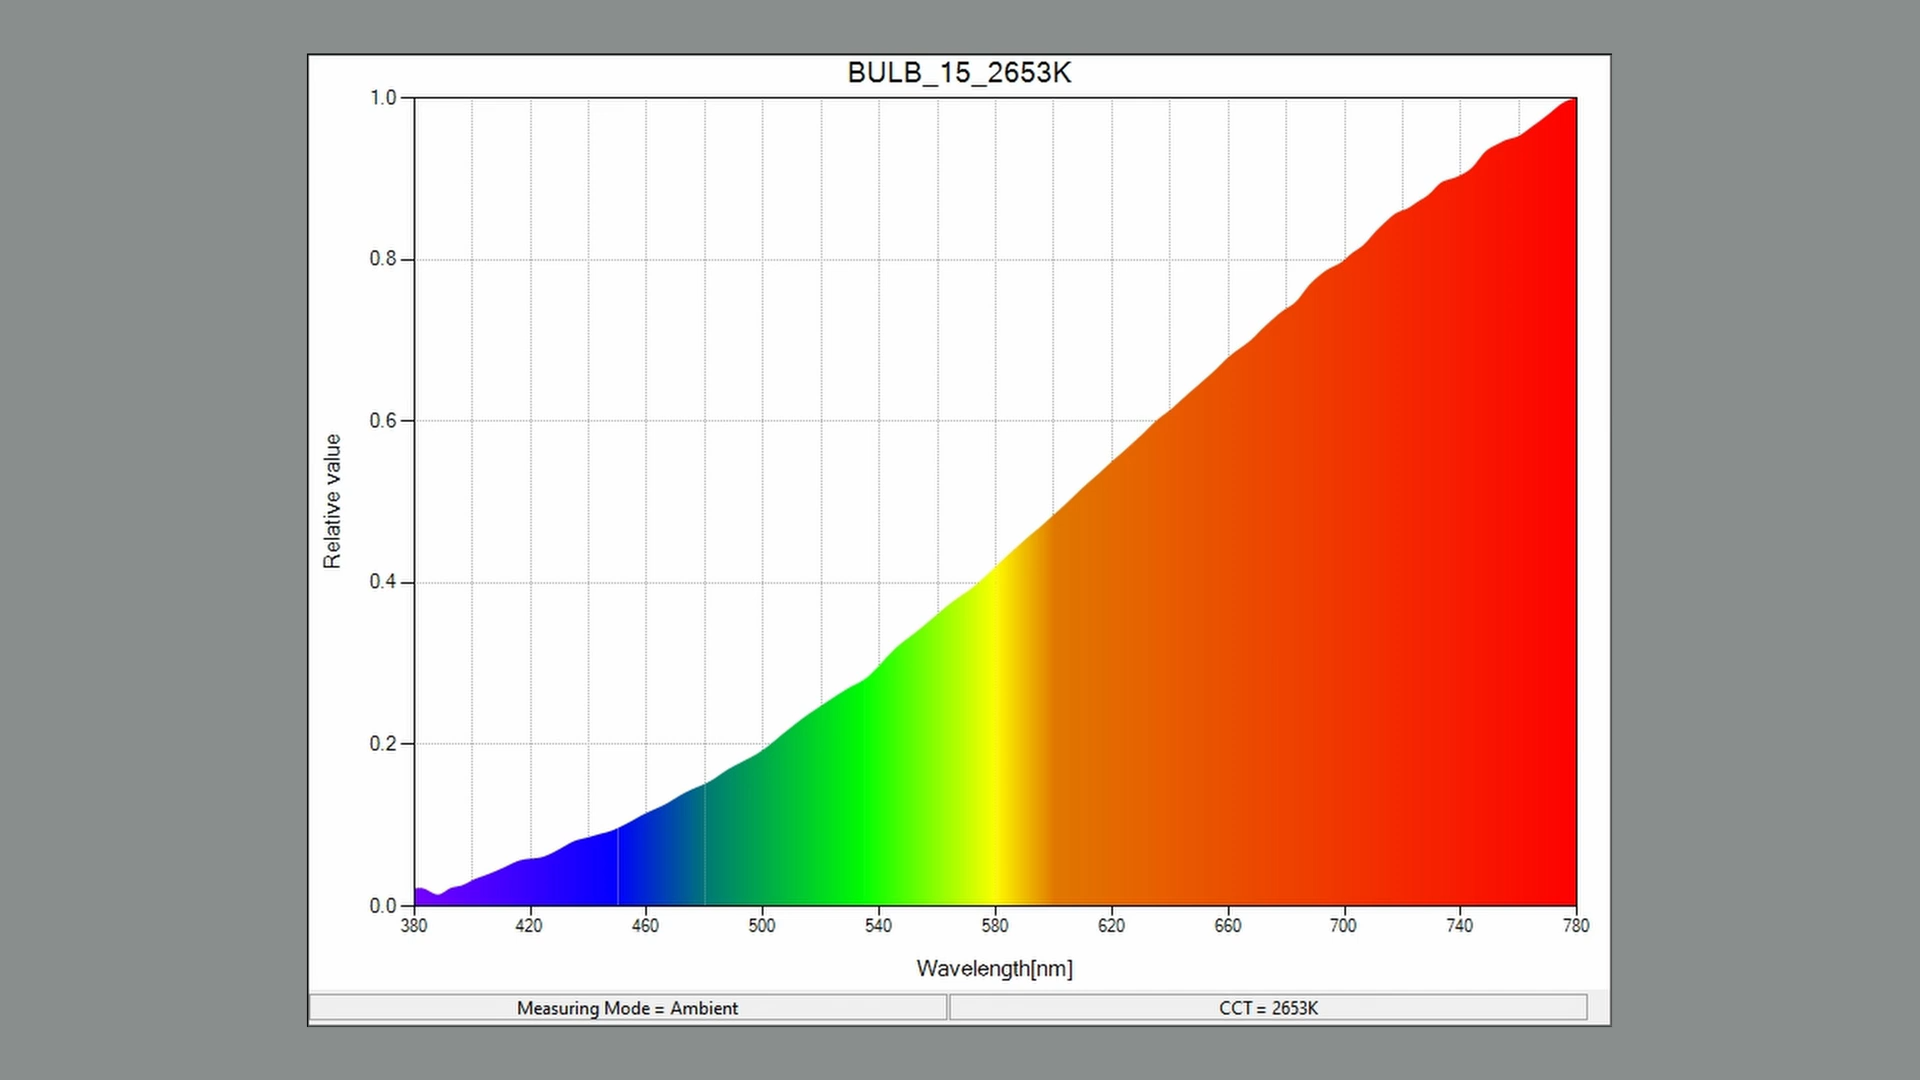 BULB_15_2653K
1.0
0.8
0.6
0.4
0.2
0.0
Relative value
380 420 460 500 540 580 620 660 700 740 780
Wavelength[nm]
Measuring Mode = Ambient
CCT = 2653K